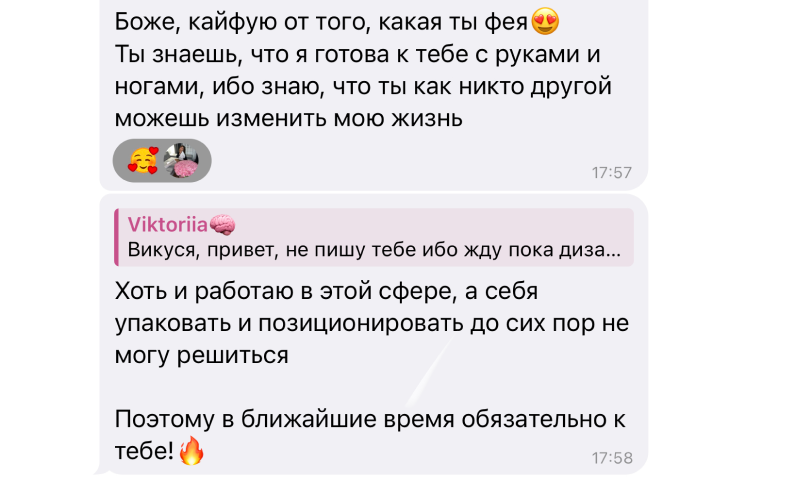 Боже, кайфую от того, какая ты фея😍
Ты знаешь, что я готова к тебе с руками и
ногами, ибо знаю, что ты как никто другой
можешь изменить мою жизнь
17:57
Viktoriia🧠
Викуся, привет, не пишу тебе ибо жду пока диза...
Хоть и работаю в этой сфере, а себя
упаковать и позиционировать до сих пор не
могу решиться
Поэтому в ближайшие время обязательно к
тебе!🔥
17:58